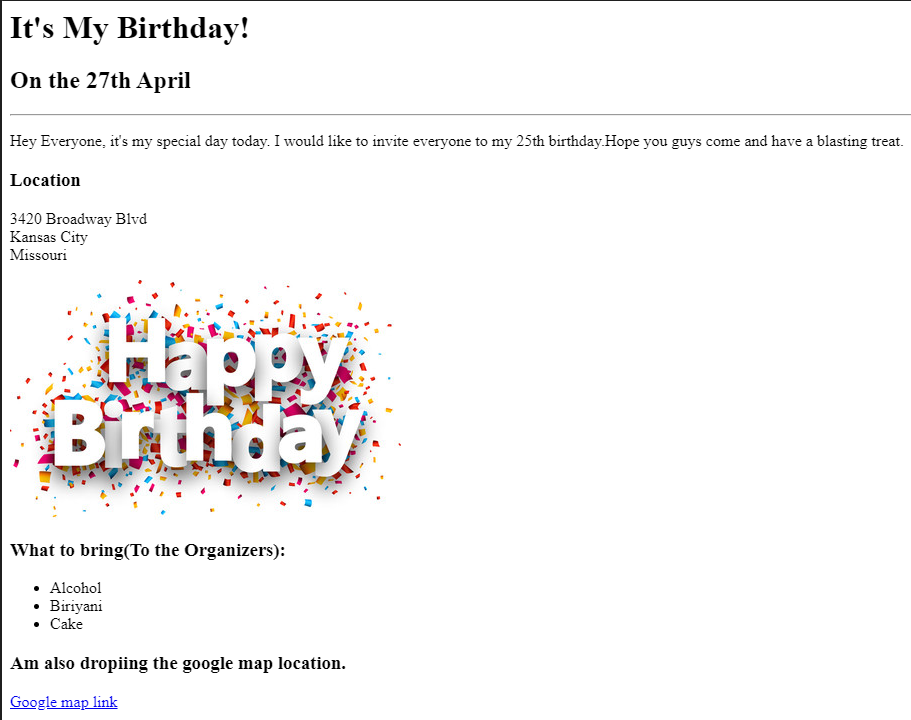 It's My Birthday!
On the 27th April
Hey Everyone, it's my special day today. I would like to invite everyone to my 25th birthday.Hope you guys come and have a blasting treat.
Location
3420 Broadway Blvd
Kansas City
Missouri
Happy
Birthday
What to bring(To the Organizers):
Alcohol
Biriyani
Cake
Am also dropiing the google map location.
Google map link